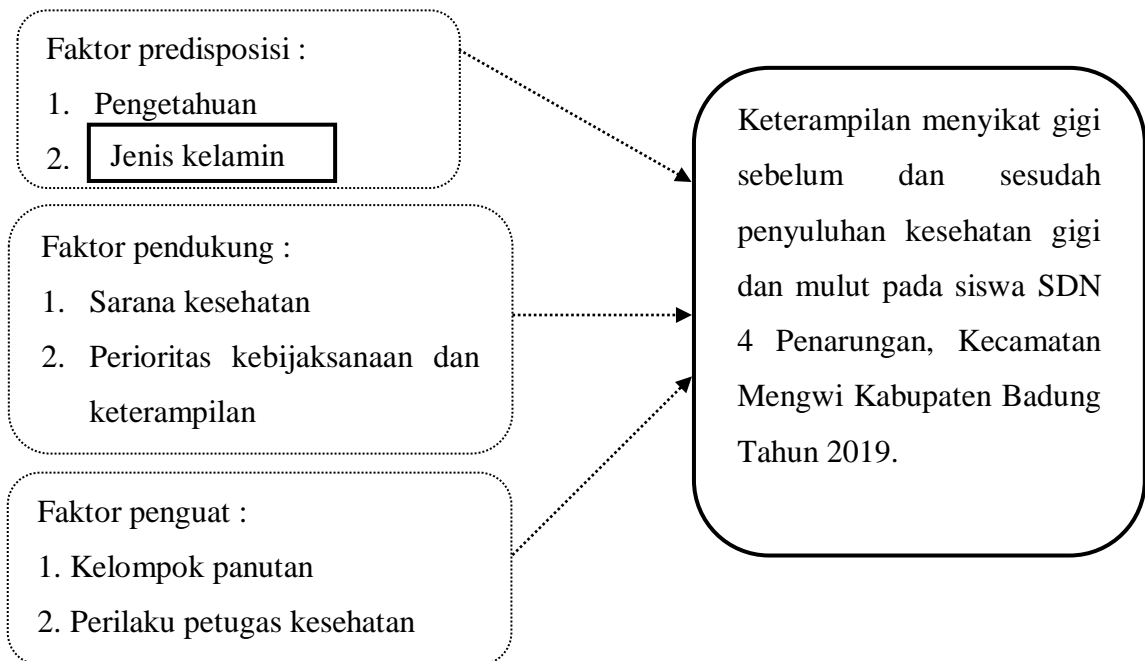 Faktor predisposisi :
1. Pengetahuan
2. Jenis kelamin
Faktor pendukung :
1. Sarana kesehatan
2. Perioritas kebijaksanaan dan
keterampilan
Faktor penguat :
1. Kelompok panutan
2. Perilaku petugas kesehatan
Keterampilan menyikat gigi
sebelum dan sesudah
penyuluhan kesehatan gigi
dan mulut pada siswa SDN
4 Penarungan, Kecamatan
Mengwi Kabupaten Badung
Tahun 2019.